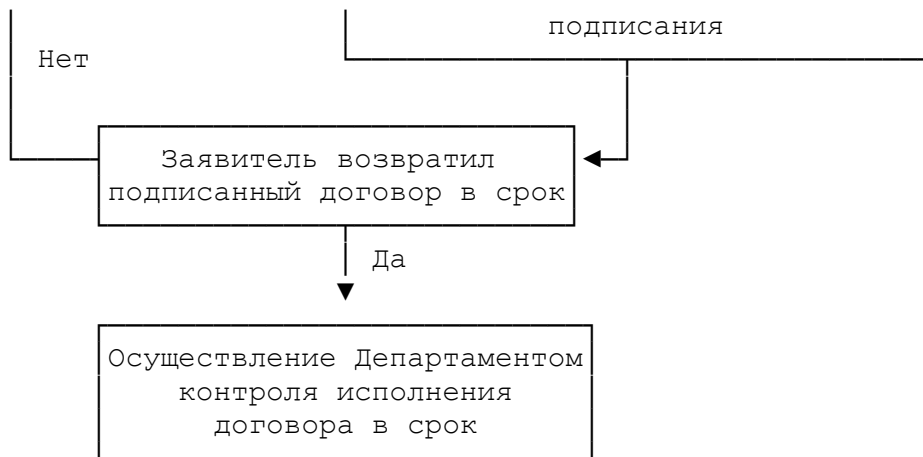 подписания
Нет
Заявитель возвратил
подписанный договор в срок
Да
Осуществление Департаментом
контроля исполнения
договора в срок